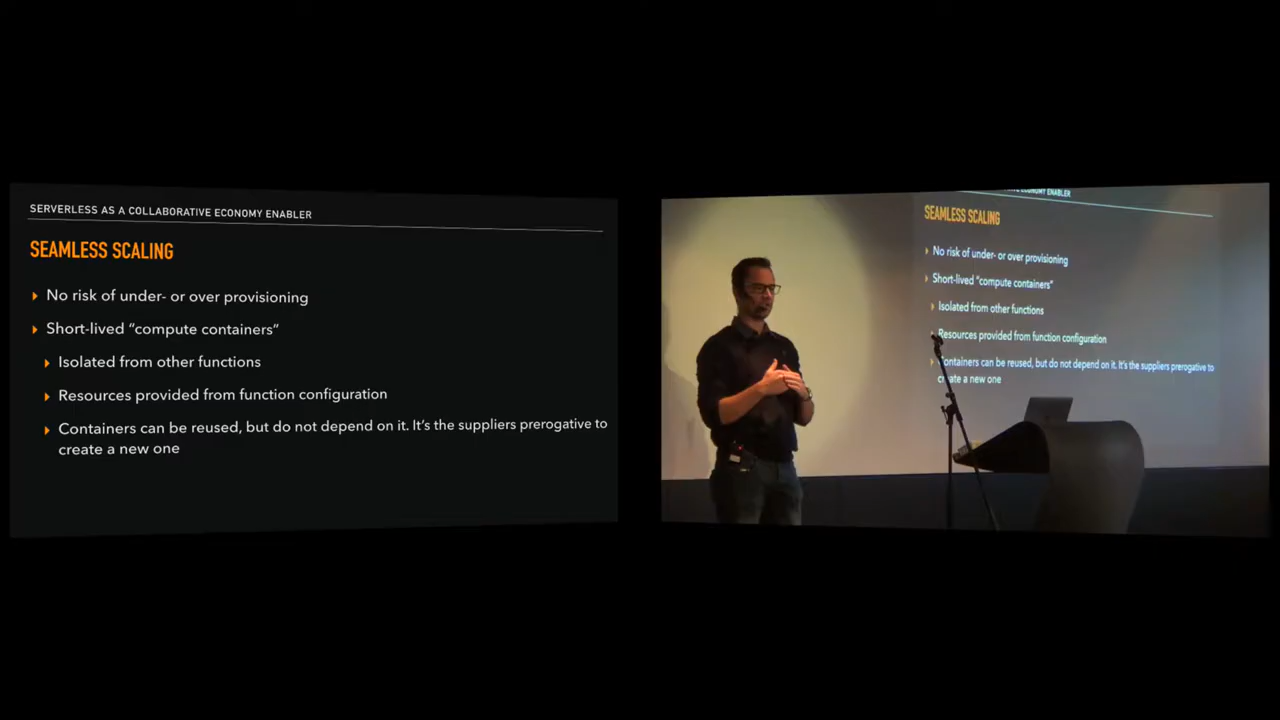 SERVERLESS AS A COLLABORATIVE ECONOMY ENABLER
SEAMLESS SCALING
No risk of under- or over provisioning
Short-lived “compute containers”
Isolated from other functions
Resources provided from function configuration
Containers can be reused, but do not depend on it. It’s the suppliers prerogative to
create a new one
ECONOMY ENABLER
SEAMLESS SCALING
No risk of under- or over provisioning
Short-lived “compute containers”
Isolated from other functions
Resources provided from function configuration
Containers can be reused, but do not depend on it. It’s the suppliers prerogative to
create a new one